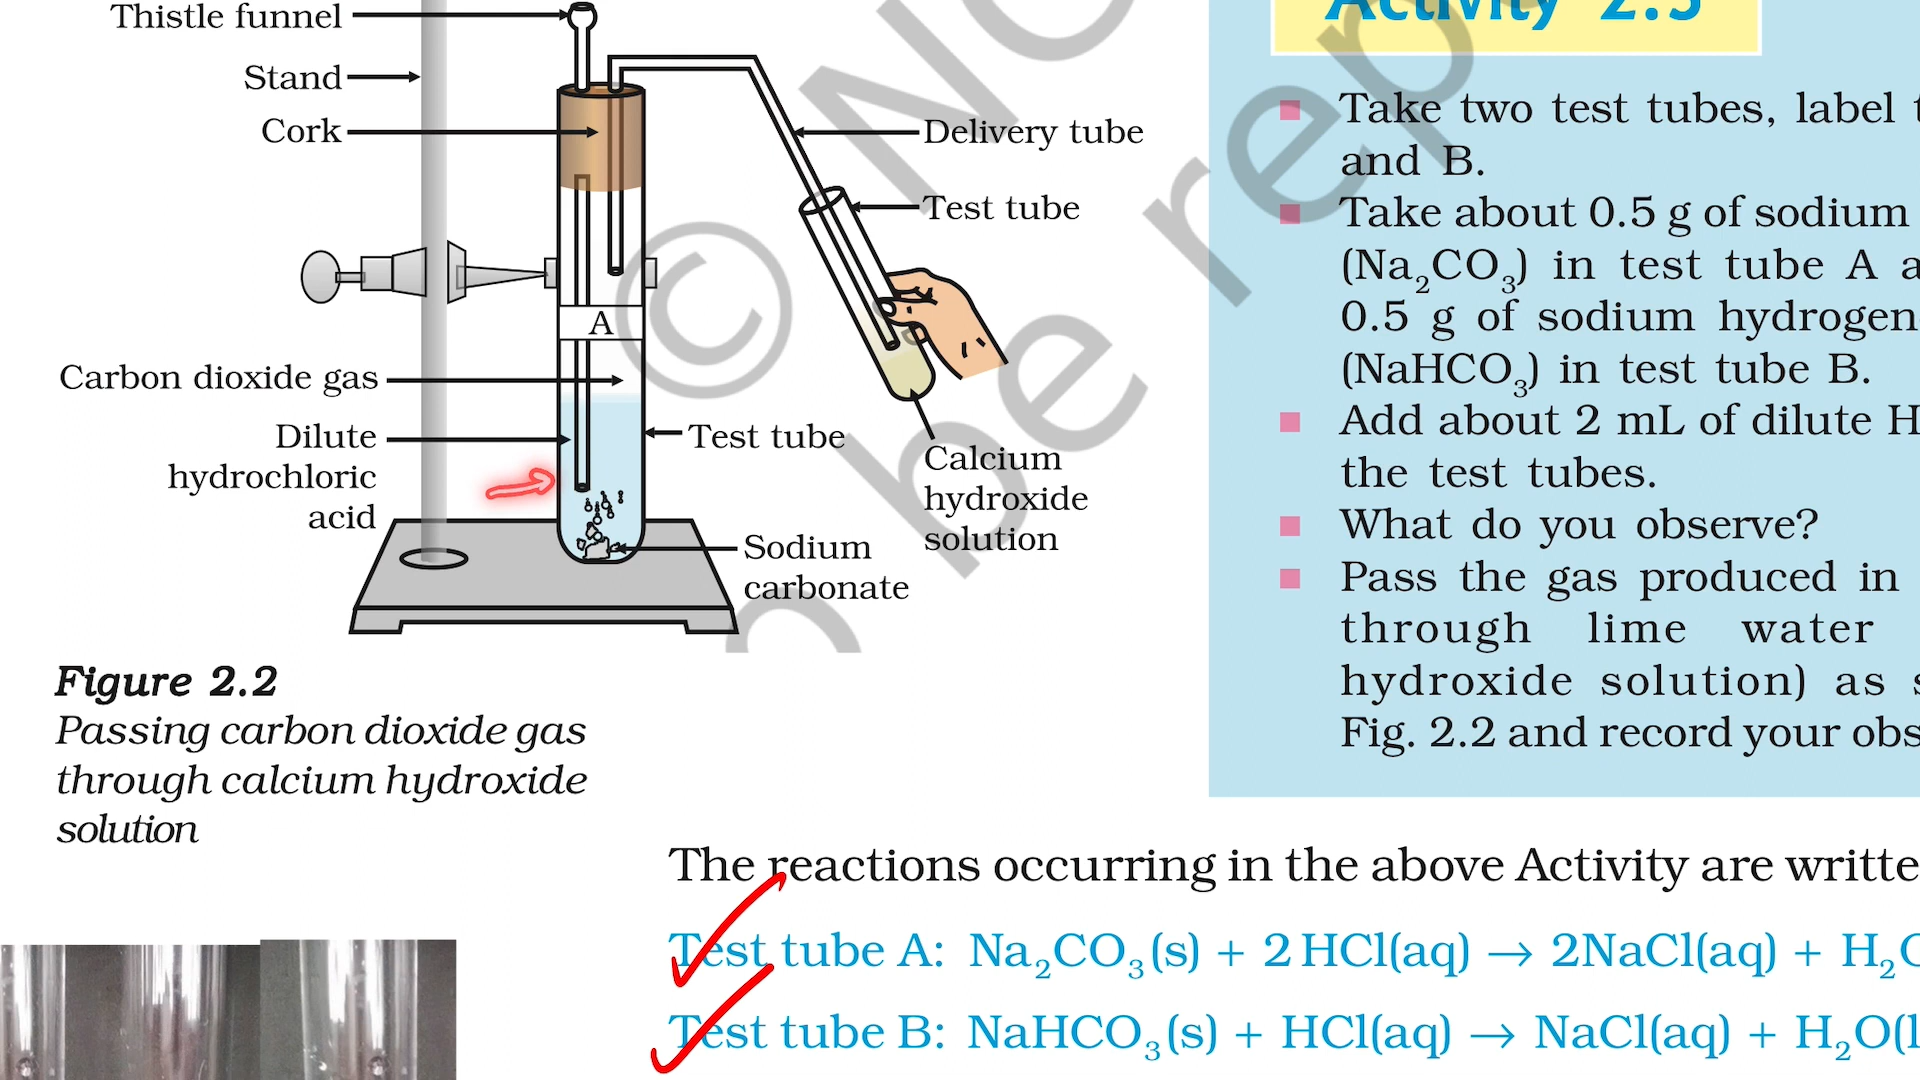 Thistle funnel
Stand
Cork
Delivery tube
Test tube
A
Carbon dioxide gas
Dilute
hydrochloric
acid
Test tube
Calcium
hydroxide
solution
Sodium
carbonate
Figure 2.2
Passing carbon dioxide gas
through calcium hydroxide
solution
Activity 2.5
Take two test tubes, label
and B.
Take about 0.5 g of sodium
(Na₂CO₃) in test tube A
0.5 g of sodium hydrogen
(NaHCO₃) in test tube B.
Add about 2 mL of dilute
the test tubes.
What do you observe?
Pass the gas produced in
through lime water
hydroxide solution) as
Fig. 2.2 and record your
The reactions occurring in the above Activity are
Test tube A: Na₂CO₃(s) + 2HCl(aq) → 2NaCl(aq) +
Test tube B: NaHCO₃(s) + HCl(aq) → NaCl(aq) +
©
be